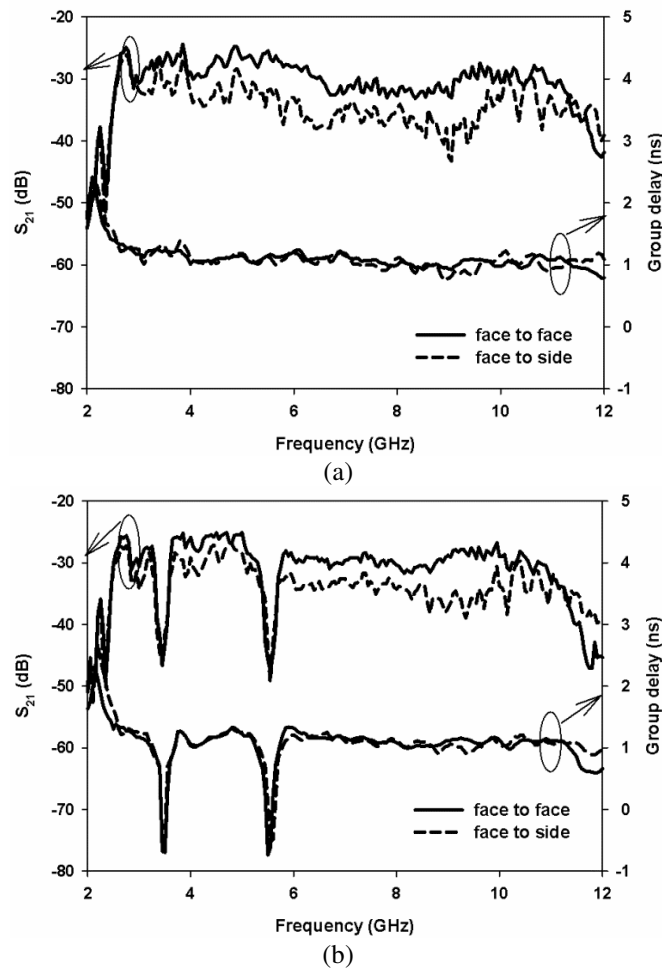 -20
-30
-40
-50
-60
-70
-80
S21 (dB)
5
4
3
2
1
0
-1
Group delay (ns)
face to face
face to side
2 4 6 8 10 12
Frequency (GHz)
(a)
-20
-30
-40
-50
-60
-70
-80
S21 (dB)
5
4
3
2
1
0
-1
Group delay (ns)
face to face
face to side
2 4 6 8 10 12
Frequency (GHz)
(b)